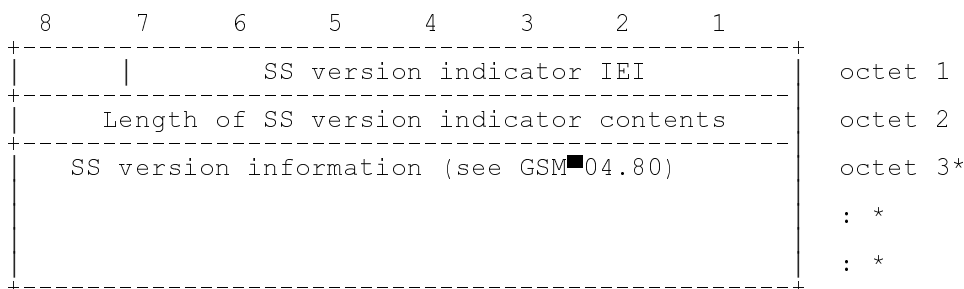 8 7 6 5 4 3 2 1
SS version indicator IEI octet 1
Length of SS version indicator contents octet 2
SS version information (see GSM■04.80) octet 3*
: *
: *